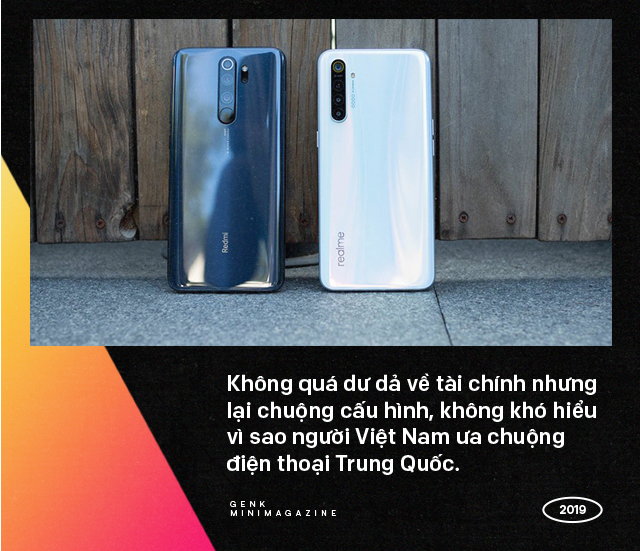 Redmi
realme
Không quá dư dả về tài chính nhưng
lại chuộng cấu hình, không khó hiểu
vì sao người Việt Nam ưa chuộng
điện thoại Trung Quốc.
GENK
MINIMAGAZINE
2019